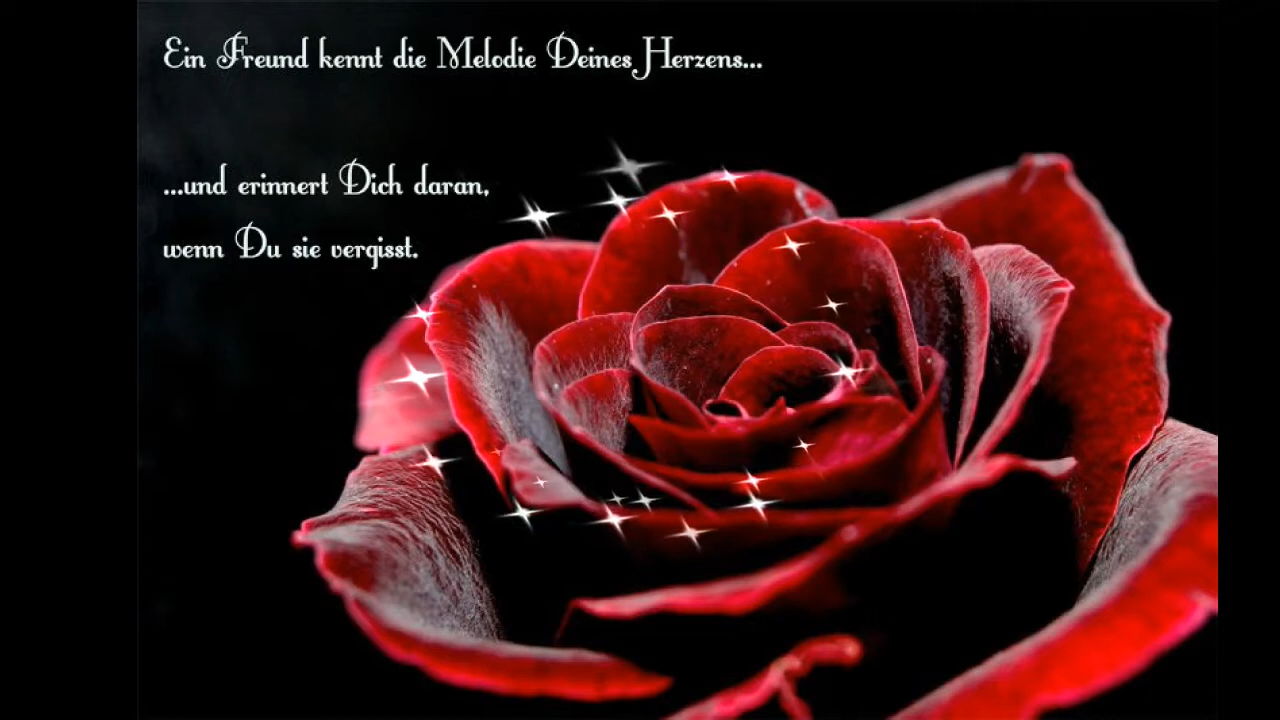 Ein Freund kennt die Melodie Deines Herzens...
...und erinnert Dich daran,
wenn Du sie vergisst.